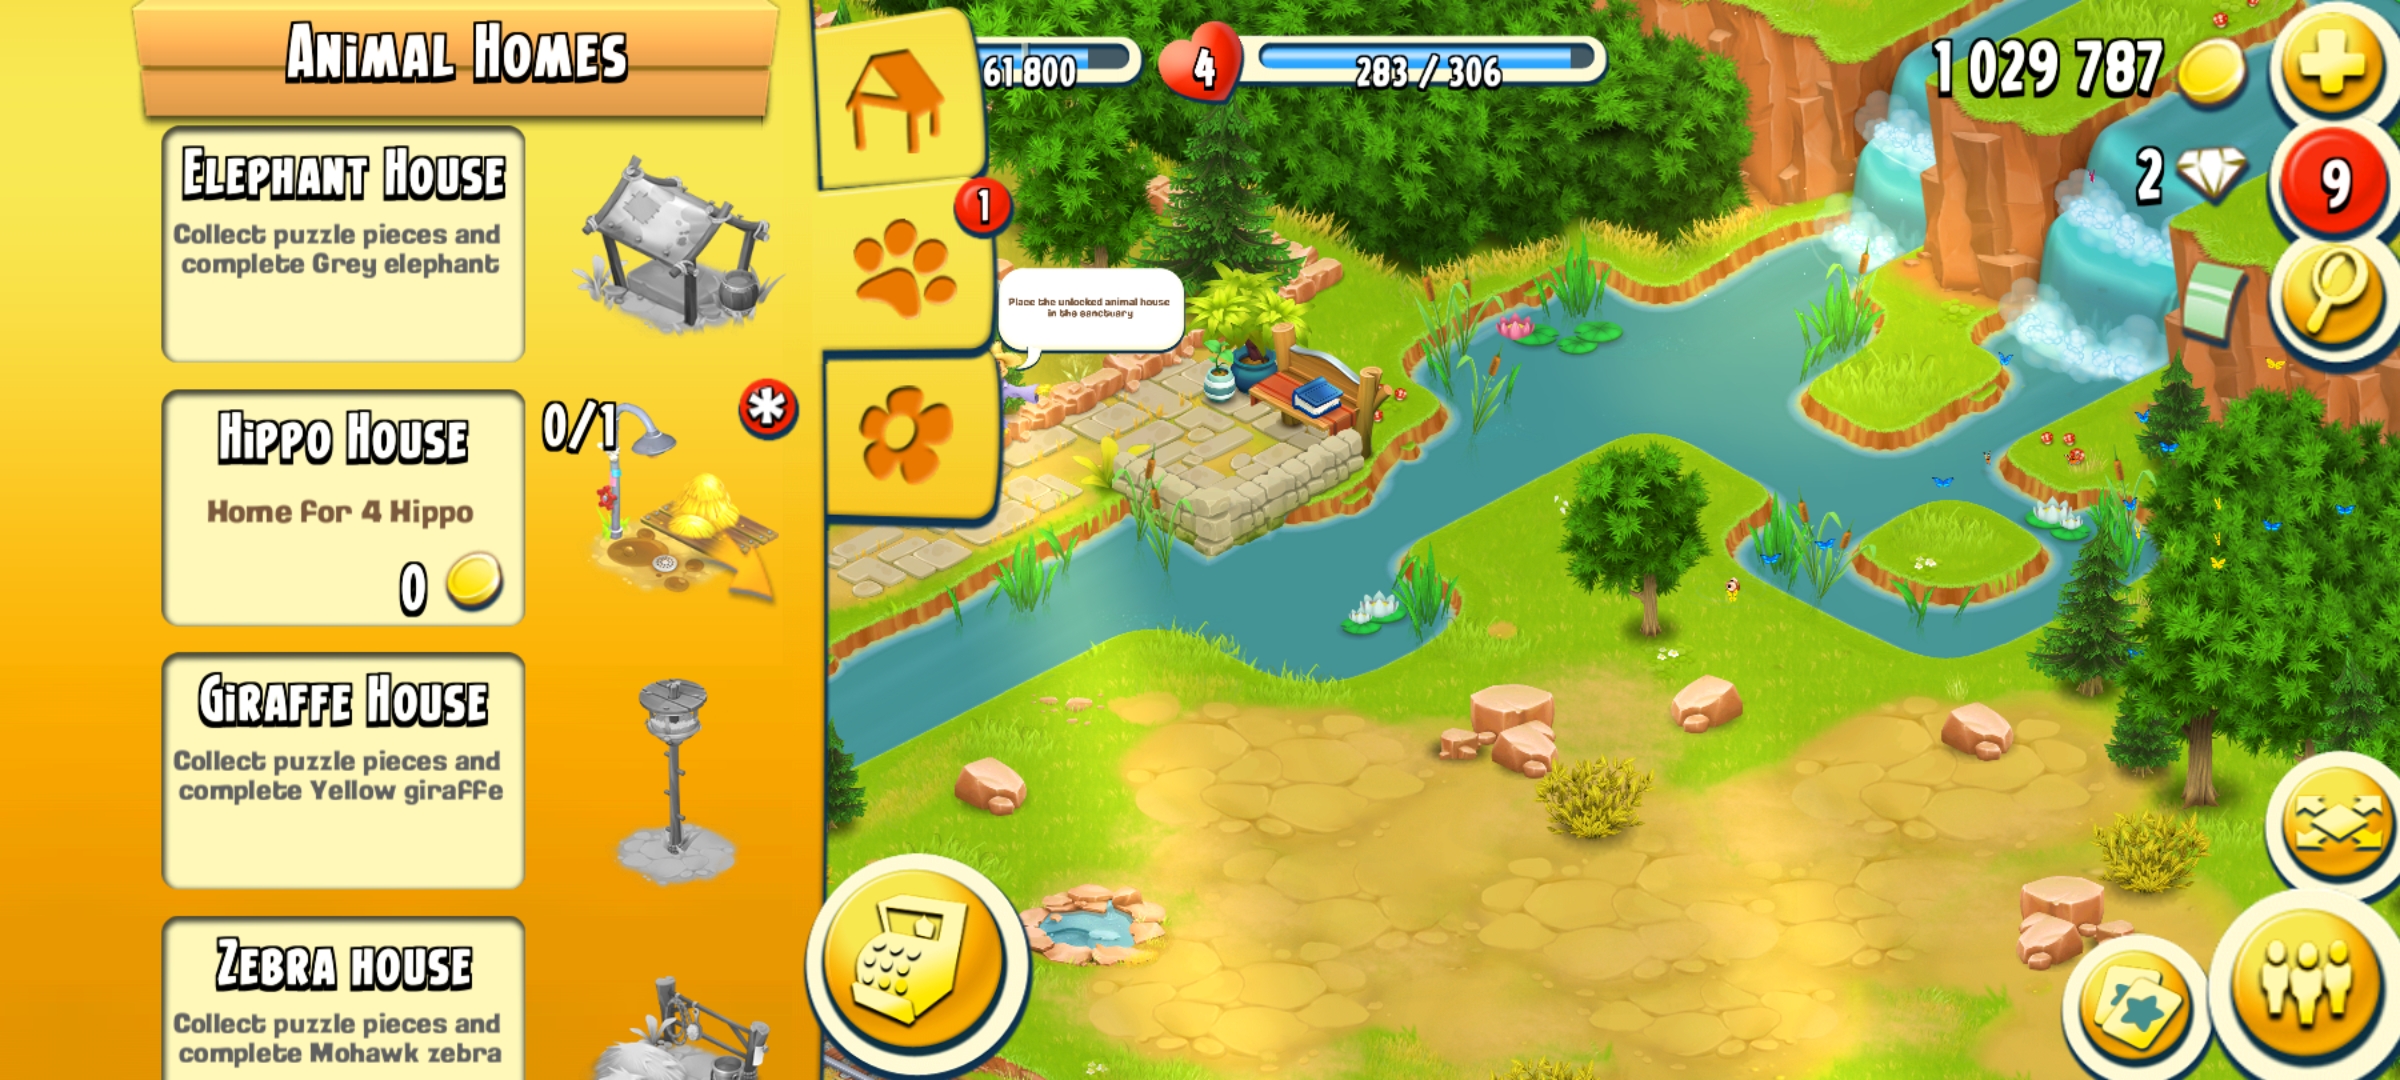 ANIMAL HOMES
ELEPHANT HOUSE
Collect puzzle pieces and
complete Grey elephant
HIPPO HOUSE
Home for 4 Hippo
0
0/1
*
GIRAFFE HOUSE
Collect puzzle pieces and
complete Yellow giraffe
ZEBRA HOUSE
Collect puzzle pieces and
complete Mohawk zebra
1
61 800
4
283 / 306
1 029 787
2
9
Place the unlocked animal house
in the sanctuary